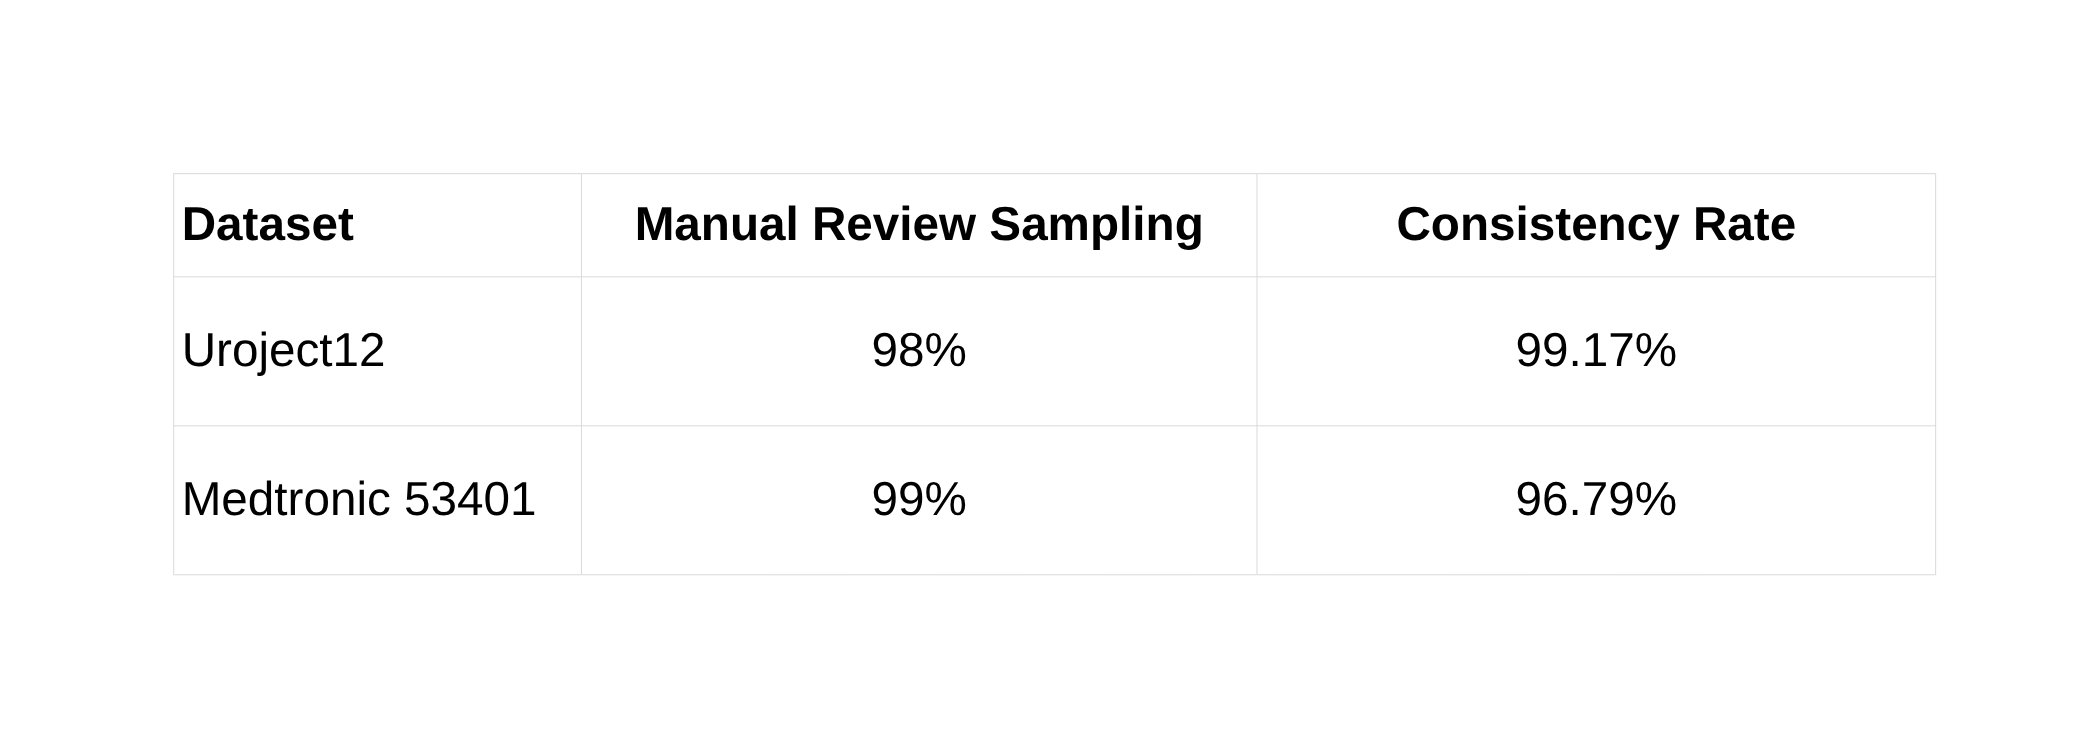 Dataset Manual Review Sampling Consistency Rate
Uroject12 98% 99.17%
Medtronic 53401 99% 96.79%